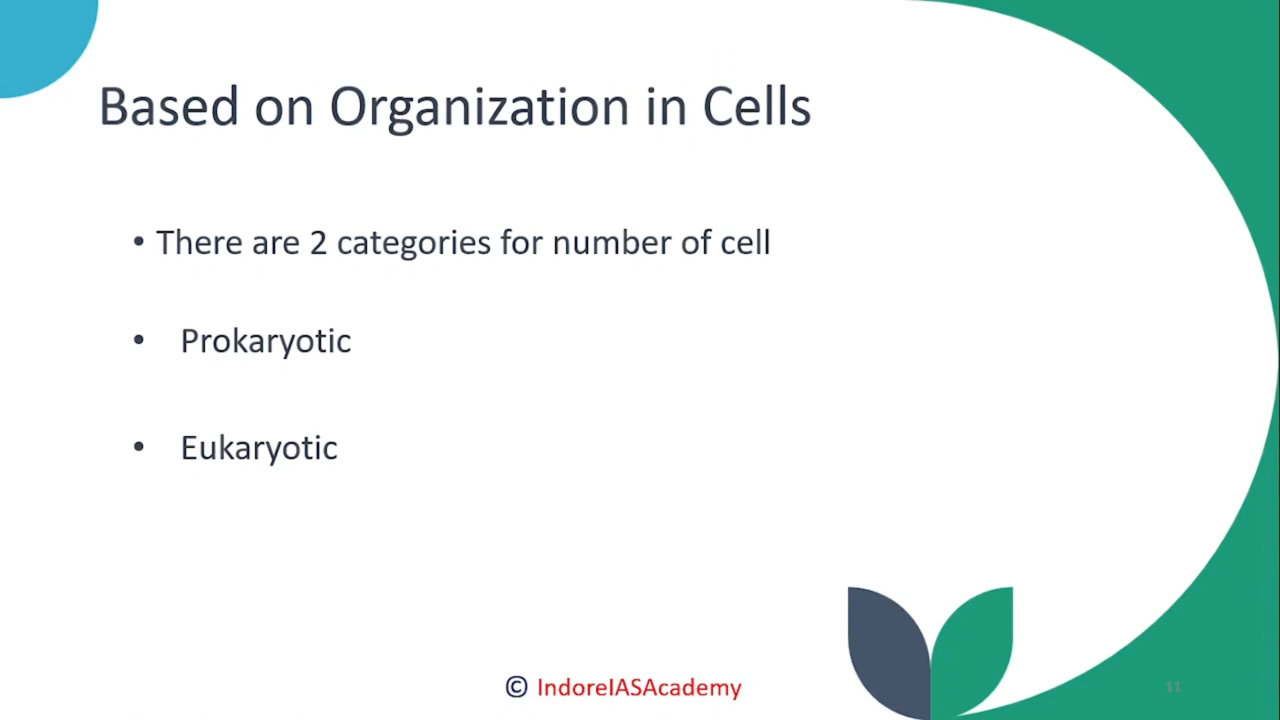 Based on Organization in Cells
• There are 2 categories for number of cell
• Prokaryotic
• Eukaryotic
© IndoreIASAcademy
11